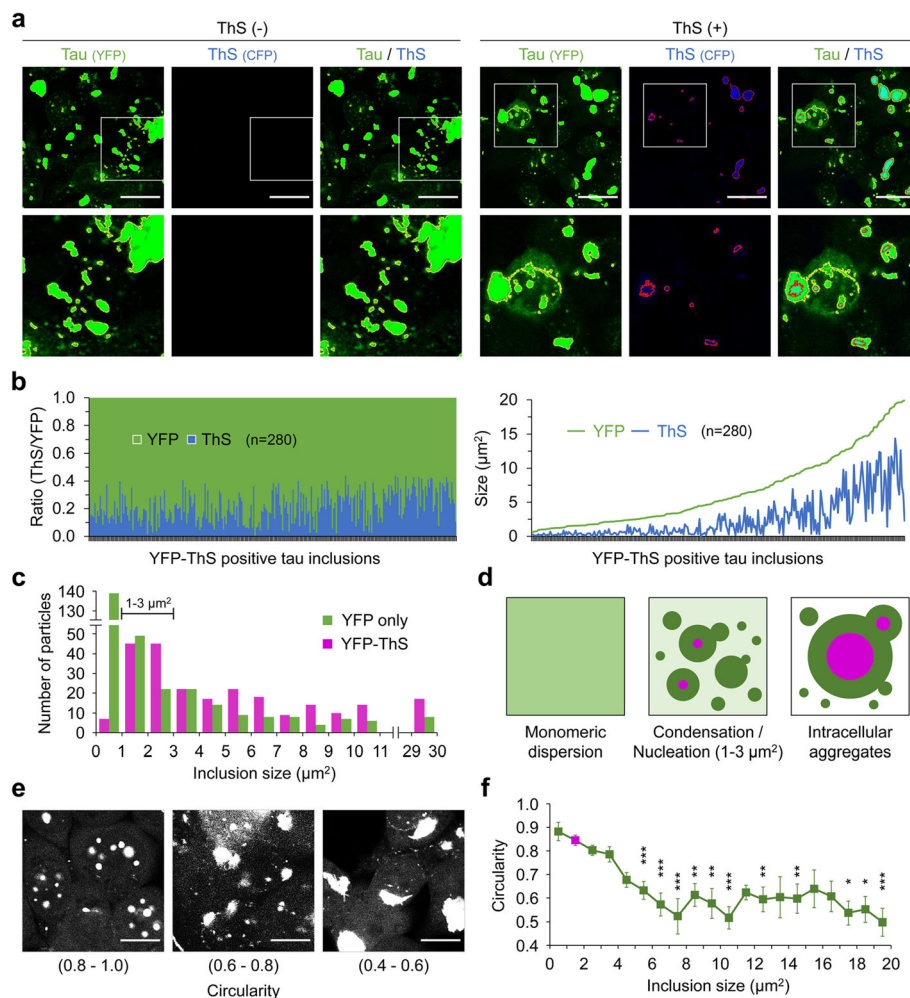 a
ThS (-)
ThS (+)
Tau (YFP)
ThS (CFP)
Tau / ThS
Tau (YFP)
ThS (CFP)
Tau / ThS
b
Ratio (ThS/YFP)
1.0
0.8
0.6
0.4
0.2
0.0
YFP ThS (n=280)
YFP-ThS positive tau inclusions
Size (µm²)
20
15
10
5
0
YFP ThS (n=280)
YFP-ThS positive tau inclusions
c
Number of particles
140
130
50
40
30
20
10
0
1-3 µm²
YFP only
YFP-ThS
0 1 2 3 4 5 6 7 8 9 10 11 29 30
Inclusion size (µm²)
d
Monomeric
dispersion
Condensation /
Nucleation (1-3 µm²)
Intracellular
aggregates
e
(0.8 - 1.0)
(0.6 - 0.8)
(0.4 - 0.6)
Circularity
f
Circularity
1.0
0.9
0.8
0.7
0.6
0.5
0.4
*** *** *** ** ** *** ** ** * * ***
0 2 4 6 8 10 12 14 16 18 20
Inclusion size (µm²)